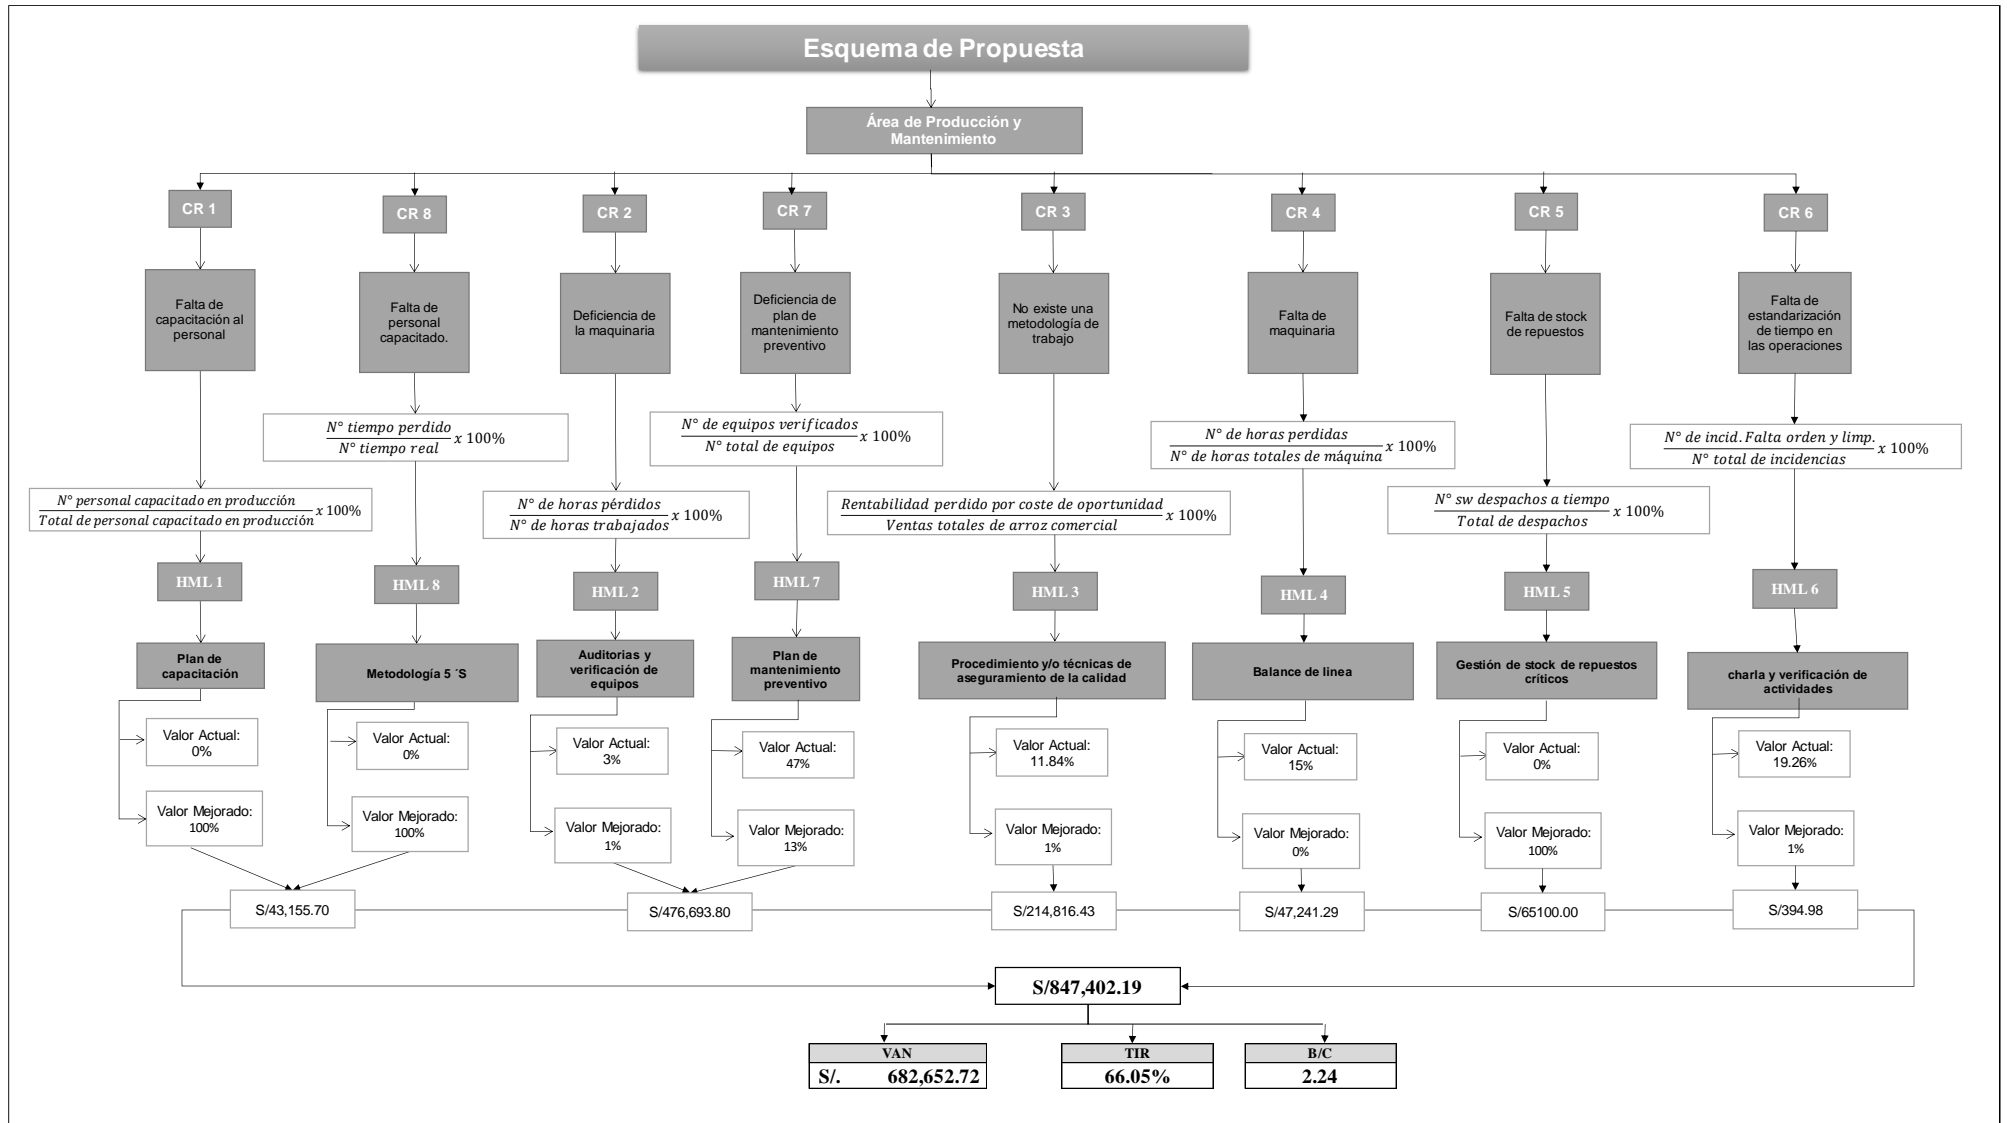 Esquema de Propuesta
Área de Producción y
Mantenimiento
CR 1
CR 8
CR 2
CR 7
CR 3
CR 4
CR 5
CR 6
Falta de
capacitación al
personal
Falta de
personal
capacitado.
Deficiencia de
la maquinaria
Deficiencia de
plan de
mantenimiento
preventivo
No existe una
metodología de
trabajo
Falta de
maquinaria
Falta de stock
de repuestos
Falta de
estandarización
de tiempo en
las operaciones
N° personal capacitado en producción
Total de personal capacitado en producción x 100%
N° tiempo perdido
N° tiempo real x 100%
N° de horas pérdidos
N° de horas trabajados x 100%
N° de equipos verificados
N° total de equipos x 100%
Rentabilidad perdido por coste de oportunidad
Ventas totales de arroz comercial x 100%
N° de horas perdidas
N° de horas totales de máquina x 100%
N° sw despachos a tiempo
Total de despachos x 100%
N° de incid. Falta orden y limp.
N° total de incidencias x 100%
HML 1
HML 8
HML 2
HML 7
HML 3
HML 4
HML 5
HML 6
Plan de
capacitación
Metodología 5 ´S
Auditorias y
verificación de
equipos
Plan de
mantenimiento
preventivo
Procedimiento y/o técnicas de
aseguramiento de la calidad
Balance de linea
Gestión de stock de repuestos
críticos
charla y verificación de
actividades
Valor Actual:
0%
Valor Actual:
0%
Valor Actual:
3%
Valor Actual:
47%
Valor Actual:
11.84%
Valor Actual:
15%
Valor Actual:
0%
Valor Actual:
19.26%
Valor Mejorado:
100%
Valor Mejorado:
100%
Valor Mejorado:
1%
Valor Mejorado:
13%
Valor Mejorado:
1%
Valor Mejorado:
0%
Valor Mejorado:
100%
Valor Mejorado:
1%
S/43,155.70
S/476,693.80
S/214,816.43
S/47,241.29
S/65100.00
S/394.98
S/847,402.19
VAN
S/. 682,652.72
TIR
66.05%
B/C
2.24